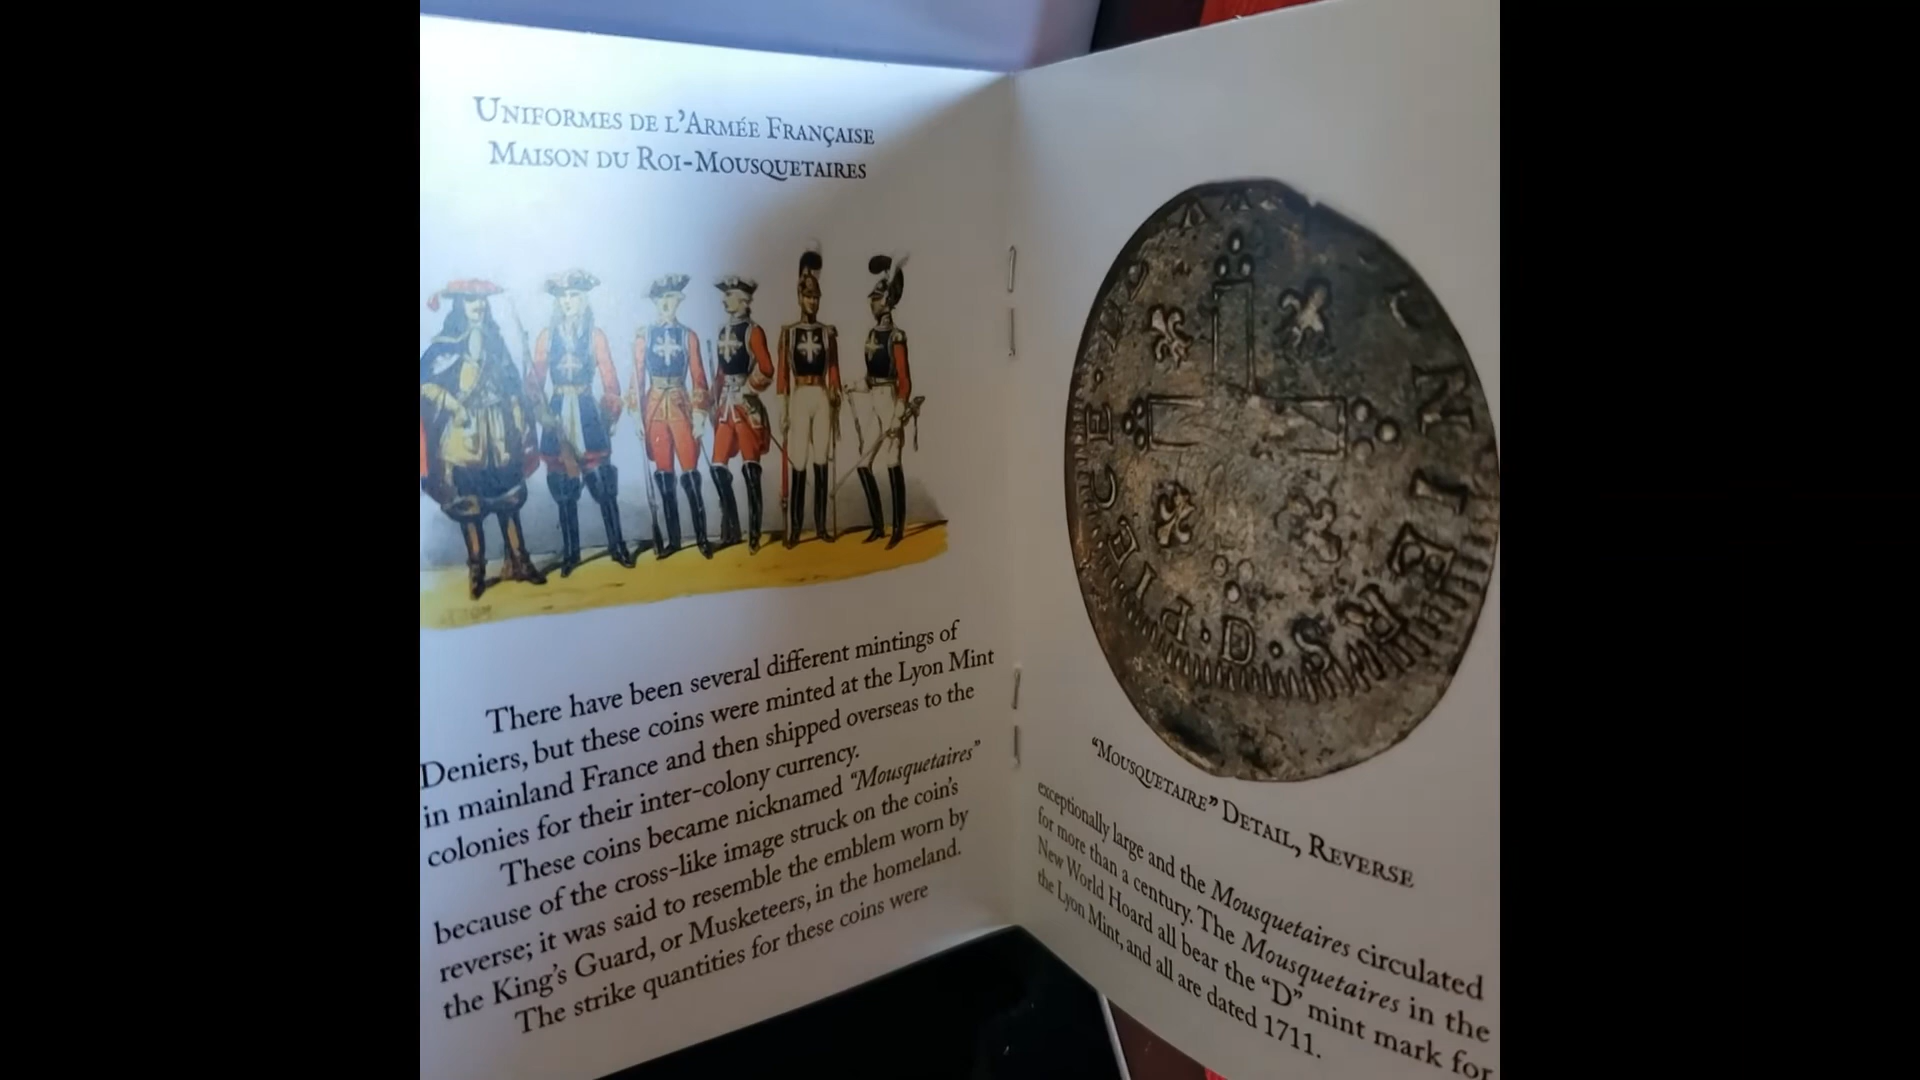 UNIFORMES DE L'ARMÉE FRANÇAISE
MAISON DU ROI-MOUSQUETAIRES
There have been several different mintings of
Deniers, but these coins were minted at the Lyon Mint
in mainland France and then shipped overseas to the
colonies for their inter-colony currency.
These coins became nicknamed “Mousquetaires”
because of the cross-like image struck on the coin's
reverse; it was said to resemble the emblem worn by
the King's Guard, or Musketeers, in the homeland.
The strike quantities for these coins were
PIECE · D
“MOUSQUETAIRE” DETAIL, REVERSE
exceptionally large and the Mousquetaires circulated
for more than a century. The Mousquetaires in the
New World Hoard all bear the “D” mint mark for
the Lyon Mint, and all are dated 1711.